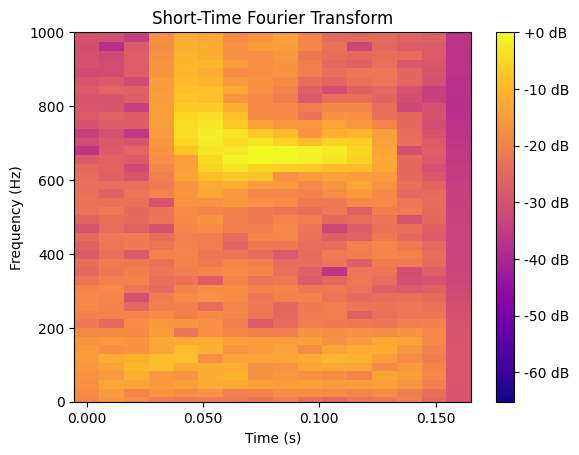 Short-Time Fourier Transform
1000
800
600
400
200
0
Frequency (Hz)
0.000
0.050
0.100
0.150
Time (s)
+0 dB
-10 dB
-20 dB
-30 dB
-40 dB
-50 dB
-60 dB